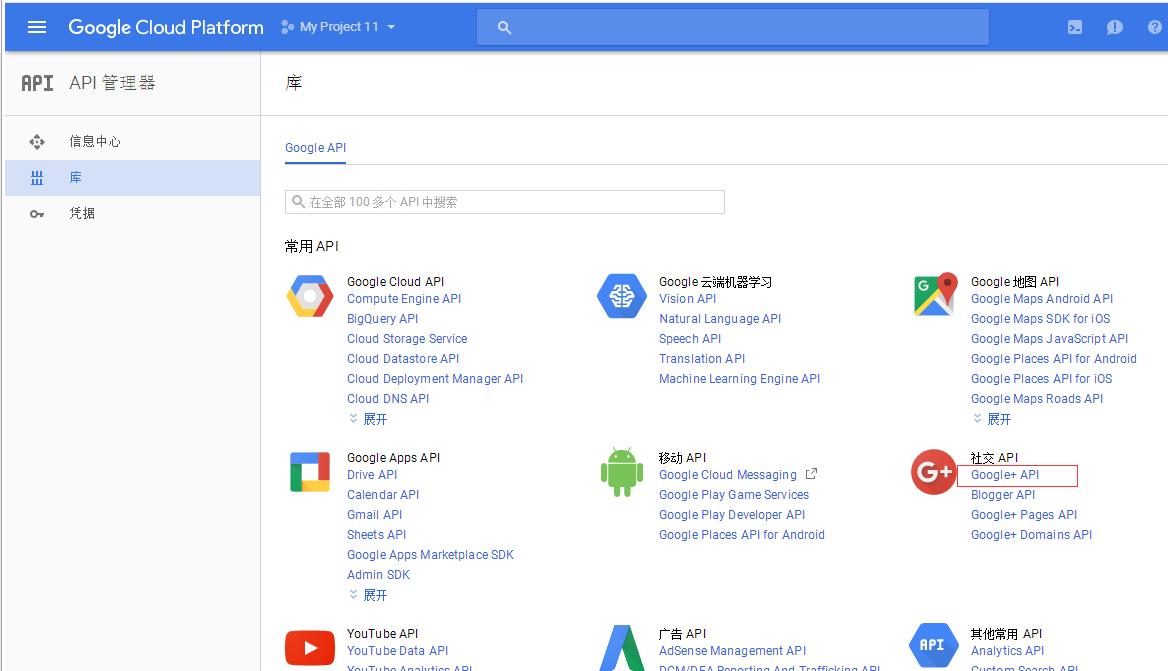 Google Cloud Platform My Project 11
API API 管理器
库
信息中心
库
凭据
Google API
在全部 100 多个 API 中搜索
常用 API
Google Cloud API
Compute Engine API
BigQuery API
Cloud Storage Service
Cloud Datastore API
Cloud Deployment Manager API
Cloud DNS API
展开
Google 云端机器学习
Vision API
Natural Language API
Speech API
Translation API
Machine Learning Engine API
G
Google 地图 API
Google Maps Android API
Google Maps SDK for iOS
Google Maps JavaScript API
Google Places API for Android
Google Places API for iOS
Google Maps Roads API
展开
Google Apps API
Drive API
Calendar API
Gmail API
Sheets API
Google Apps Marketplace SDK
Admin SDK
展开
移动 API
Google Cloud Messaging
Google Play Game Services
Google Play Developer API
Google Places API for Android
G+
社交 API
Google+ API
Blogger API
Google+ Pages API
Google+ Domains API
YouTube API
YouTube Data API
YouTube Analytics API
广告 API
AdSense Management API
DCM/DFA Reporting And Trafficking API
API
其他常用 API
Analytics API
Custom Search API